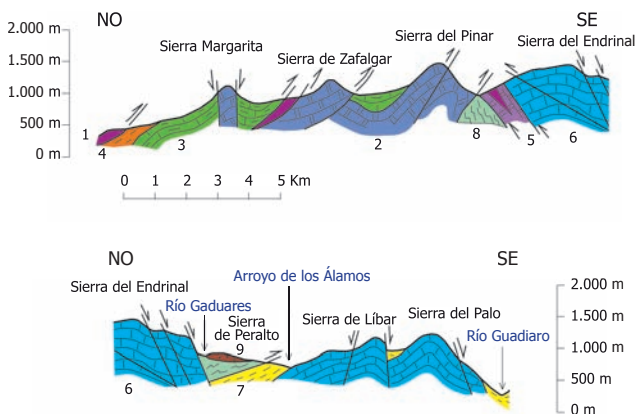 NO
SE
2.000 m
1.500 m
1.000 m
500 m
0 m
Sierra Margarita
Sierra de Zafalgar
Sierra del Pinar
Sierra del Endrinal
1
4
3
2
8
5
6
0 1 2 3 4 5 Km
NO
SE
Sierra del Endrinal
Río Gaduares
Sierra
de Peralto
Arroyo de los Álamos
Sierra de Líbar
Sierra del Palo
Río Guadiaro
9
6
7
2.000 m
1.500 m
1.000 m
500 m
0 m